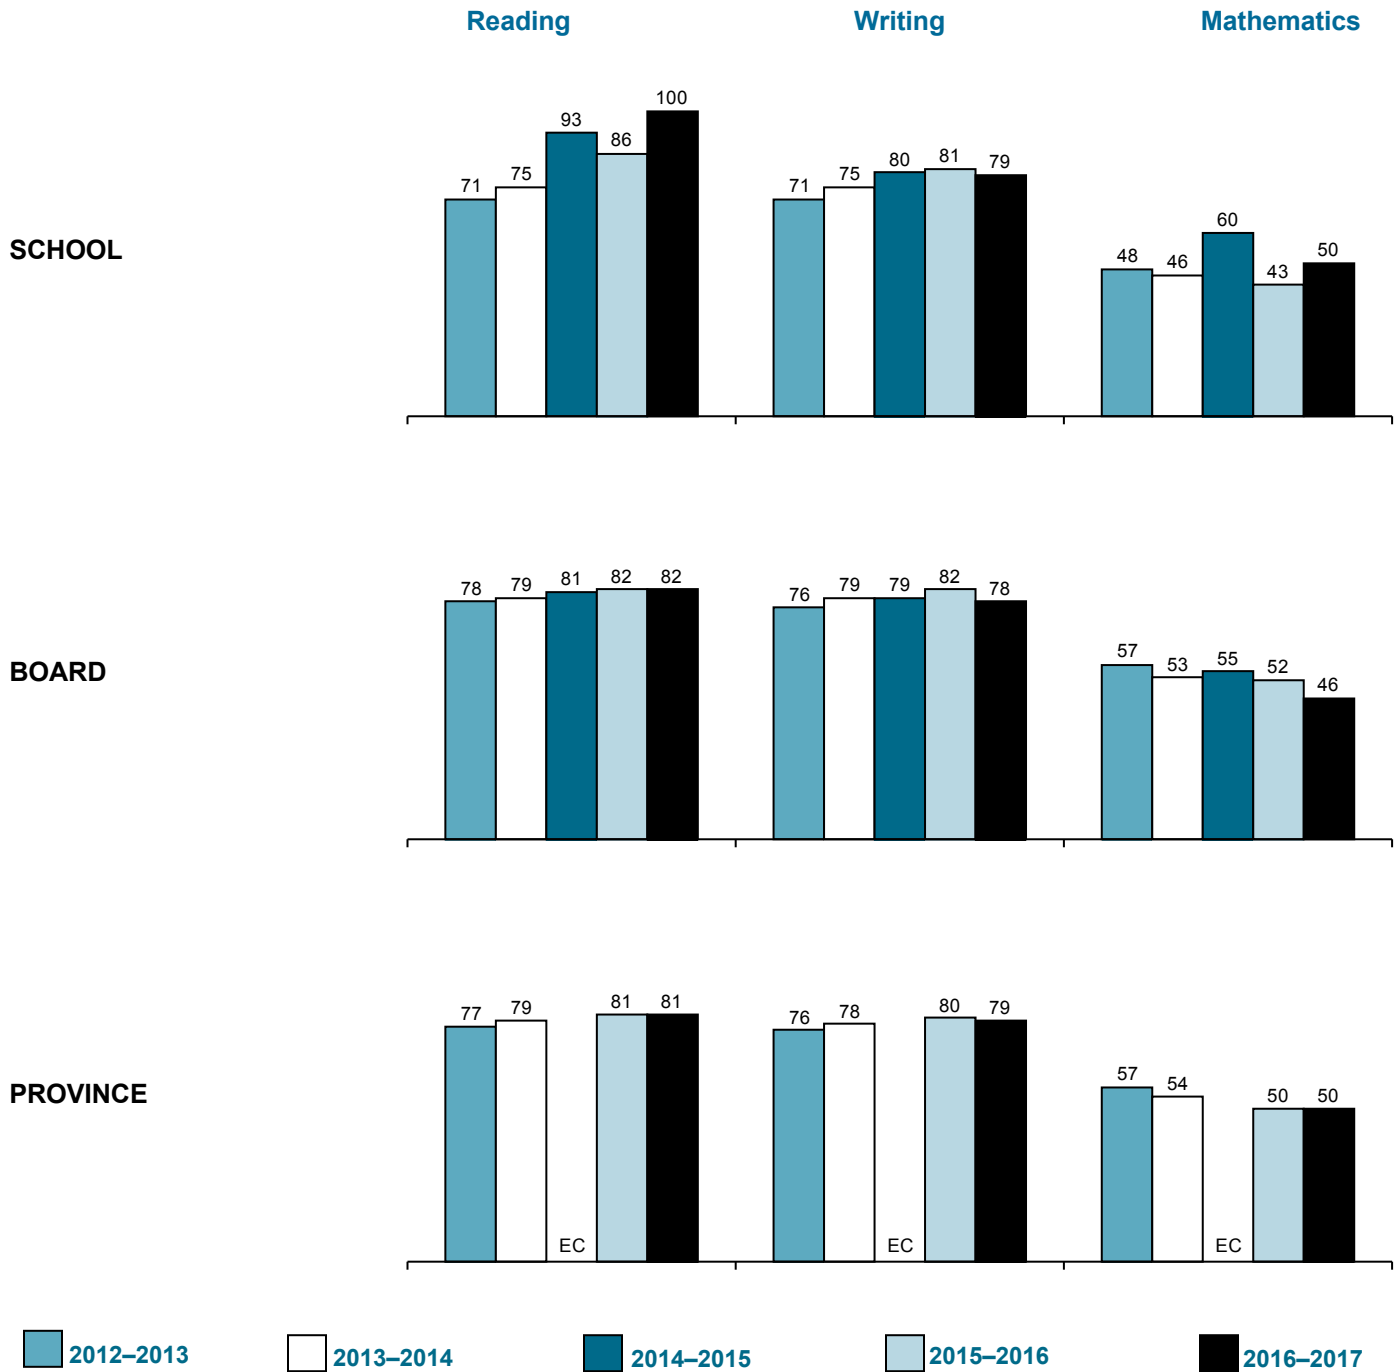 Reading Writing Mathematics
SCHOOL
71 75 93 86 100 71 75 80 81 79 48 46 60 43 50
BOARD
78 79 81 82 82 76 79 79 82 78 57 53 55 52 46
PROVINCE
77 79 EC 81 81 76 78 EC 80 79 57 54 EC 50 50
2012–2013 2013–2014 2014–2015 2015–2016 2016–2017